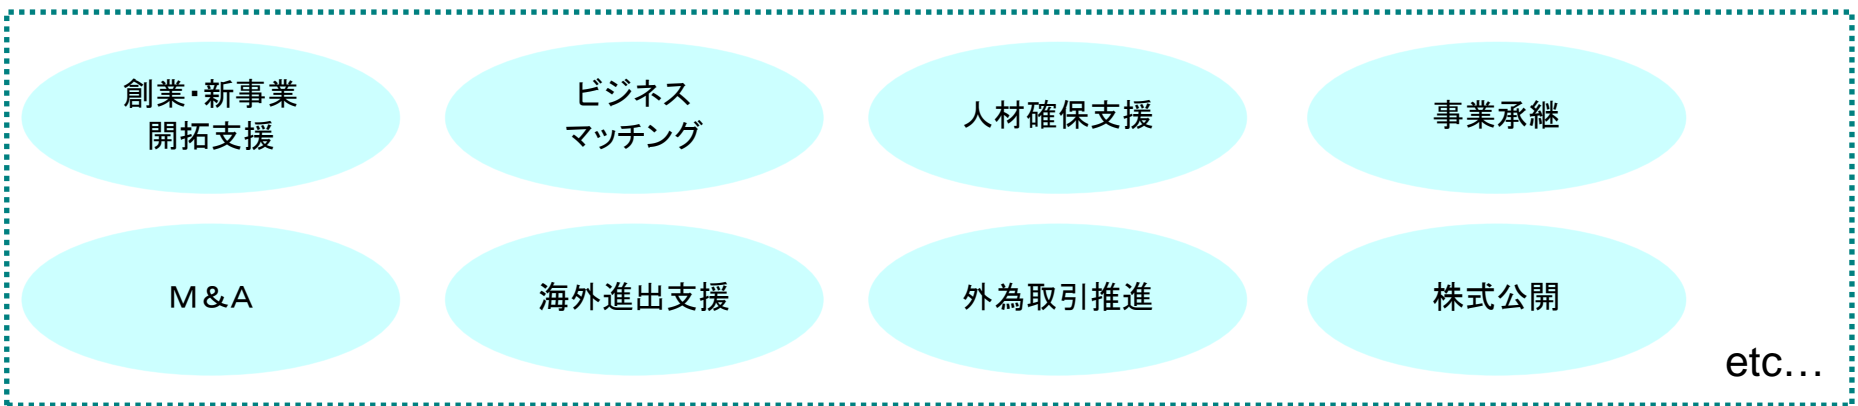 創業・新事業
開拓支援
ビジネス
マッチング
人材確保支援
事業承継
M＆A
海外進出支援
外為取引推進
株式公開
etc…